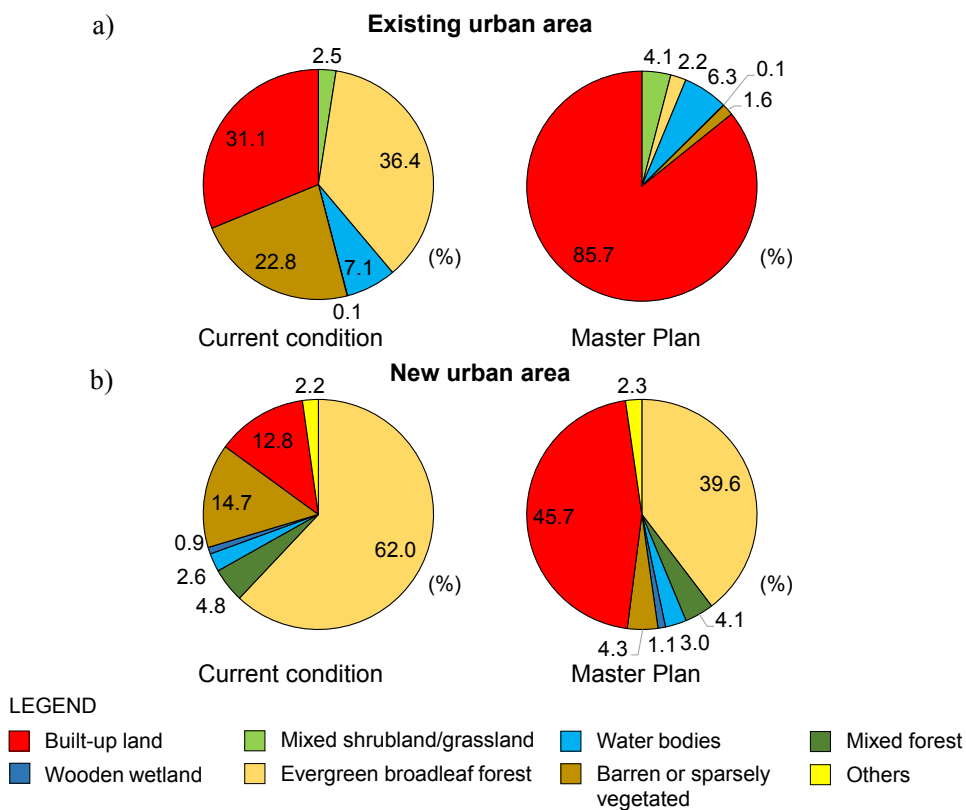 a)
Existing urban area
2.5
31.1
36.4
22.8
7.1
0.1
(%)
Current condition
4.1
2.2
6.3
0.1
1.6
85.7
(%)
Master Plan
b)
New urban area
2.2
12.8
14.7
0.9
2.6
4.8
62.0
(%)
Current condition
2.3
39.6
45.7
4.3
1.1
3.0
4.1
(%)
Master Plan
LEGEND
Built-up land
Mixed shrubland/grassland
Water bodies
Mixed forest
Wooden wetland
Evergreen broadleaf forest
Barren or sparsely
vegetated
Others